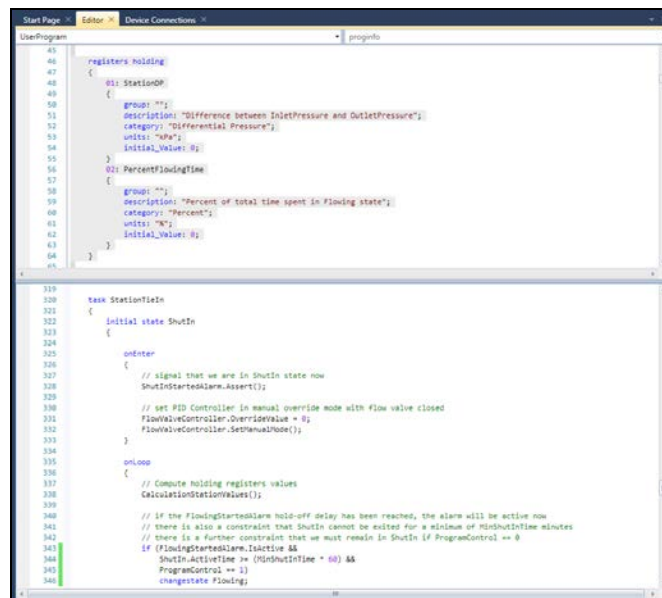 Start Page × Editor × Device Connections ×
UserProgram proginfo
45
46 registers holding
47 {
48 01: StationDP
49 {
50 group: "";
51 description: "Difference between InletPressure and OutletPressure";
52 category: "Differential Pressure";
53 units: "kPa";
54 initial_Value: 0;
55 }
56 02: PercentFlowingTime
57 {
58 group: "";
59 description: "Percent of total time spent in Flowing state";
60 category: "Percent";
61 units: "%";
62 initial_Value: 0;
63 }
64 }
65
319
320 task StationTieIn
321 {
322 initial state ShutIn
323 {
324
325 onEnter
326 {
327 // signal that we are in ShutIn state now
328 ShutInStartedAlarm.Assert();
329
330 // set PID Controller in manual override mode with flow valve closed
331 FlowValveController.OverrideValue = 0;
332 FlowValveController.SetManualMode();
333 }
334
335 onLoop
336 {
337 // Compute holding registers values
338 CalculationStationValues();
339
340 // if the FlowingStartedAlarm hold-off delay has been reached, the alarm will be active now
341 // there is also a constraint that ShutIn cannot be exited for a minimum of MinShutInTime minutes
342 // there is a further constraint that we must remain in ShutIn if ProgramControl == 0
343 if (FlowingStartedAlarm.IsActive &&
344 ShutIn.ActiveTime >= (MinShutInTime * 60) &&
345 ProgramControl == 1)
346 changestate Flowing;